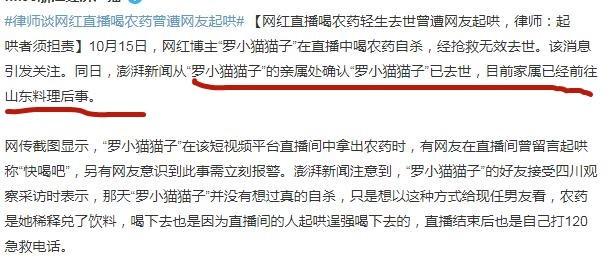 #律师谈网红直播喝农药曾遭网友起哄# 【网红直播喝农药轻生去世曾遭网友起哄，律师：起
哄者须担责】10月15日，网红博主“罗小猫猫子”在直播中喝农药自杀，经抢救无效去世。该消息
引发关注。同日，澎湃新闻从“罗小猫猫子”的亲属处确认“罗小猫猫子”已去世，目前家属已经前往
山东料理后事。
网传截图显示，“罗小猫猫子”在该短视频平台直播间中拿出农药时，有网友在直播间曾留言起哄
称“快喝吧”，另有网友意识到此事需立刻报警。澎湃新闻注意到，“罗小猫猫子”的好友接受四川观
察采访时表示，那天“罗小猫猫子”并没有想过真的自杀，只是想以这种方式给现任男友看，农药
是她稀释兑了饮料，喝下去也是因为直播间的人起哄逞强喝下去的，直播结束后也是自己打120
急救电话。